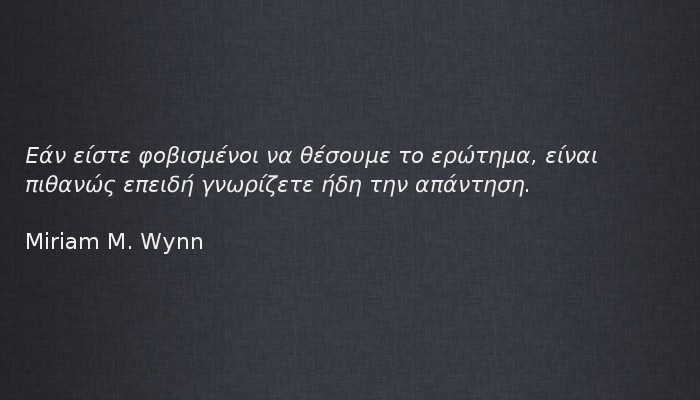 Εάν είστε φοβισμένοι να θέσουμε το ερώτημα, είναι
πιθανώς επειδή γνωρίζετε ήδη την απάντηση.
Miriam M. Wynn